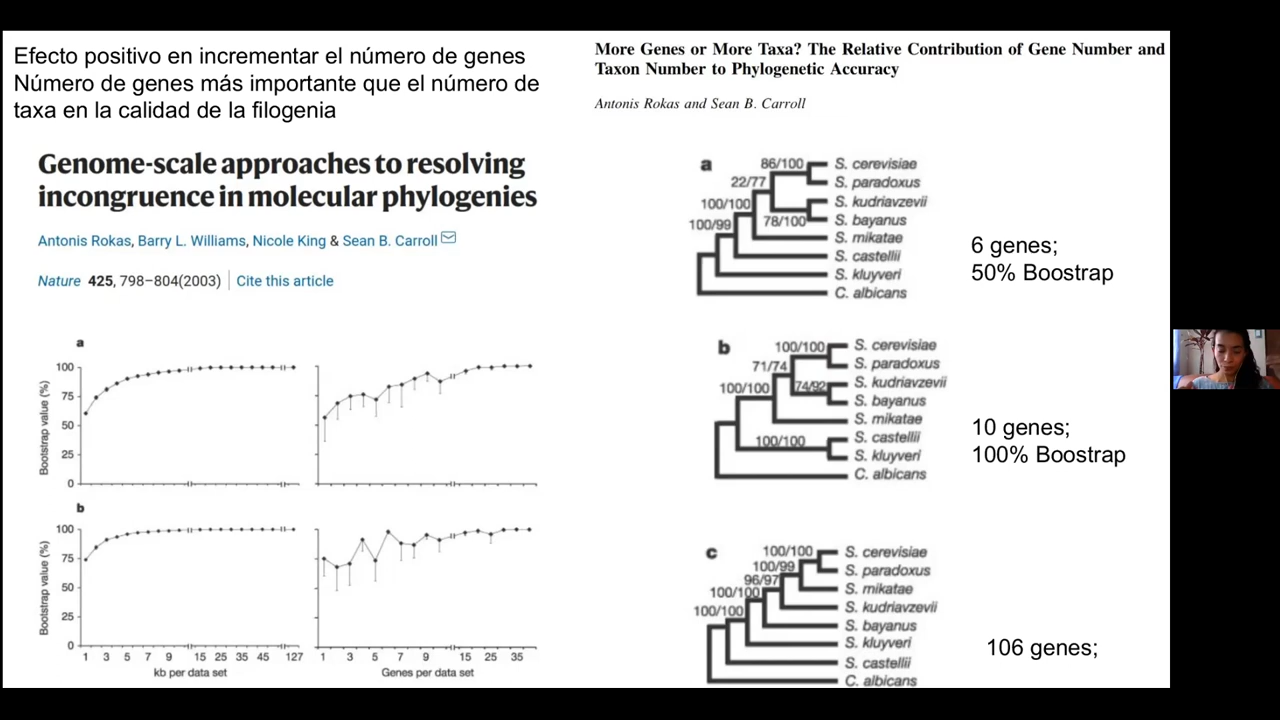 Efecto positivo en incrementar el número de genes
Número de genes más importante que el número de
taxa en la calidad de la filogenia
Genome-scale approaches to resolving
incongruence in molecular phylogenies
Antonis Rokas, Barry L. Williams, Nicole King & Sean B. Carroll
Nature 425, 798–804(2003) | Cite this article
a
100
75
50
25
0
Bootstrap value (%)
b
100
75
50
25
0
Bootstrap value (%)
1 3 5 7 9 15 25 35 45 127
kb per data set
1 3 5 9 15 25 35
Genes per data set
More Genes or More Taxa? The Relative Contribution of Gene Number and
Taxon Number to Phylogenetic Accuracy
Antonis Rokas and Sean B. Carroll
a
86/100
22/77
100/100
78/100
100/99
S. cerevisiae
S. paradoxus
S. kudriavzevii
S. bayanus
S. mikatae
S. castellii
S. kluyveri
C. albicans
6 genes;
50% Boostrap
b
100/100
71/74
74/92
100/100
100/100
S. cerevisiae
S. paradoxus
S. kudriavzevii
S. bayanus
S. mikatae
S. castellii
S. kluyveri
C. albicans
10 genes;
100% Boostrap
c
100/100
100/99
96/97
100/100
100/100
S. cerevisiae
S. paradoxus
S. mikatae
S. kudriavzevii
S. bayanus
S. kluyveri
S. castellii
C. albicans
106 genes;